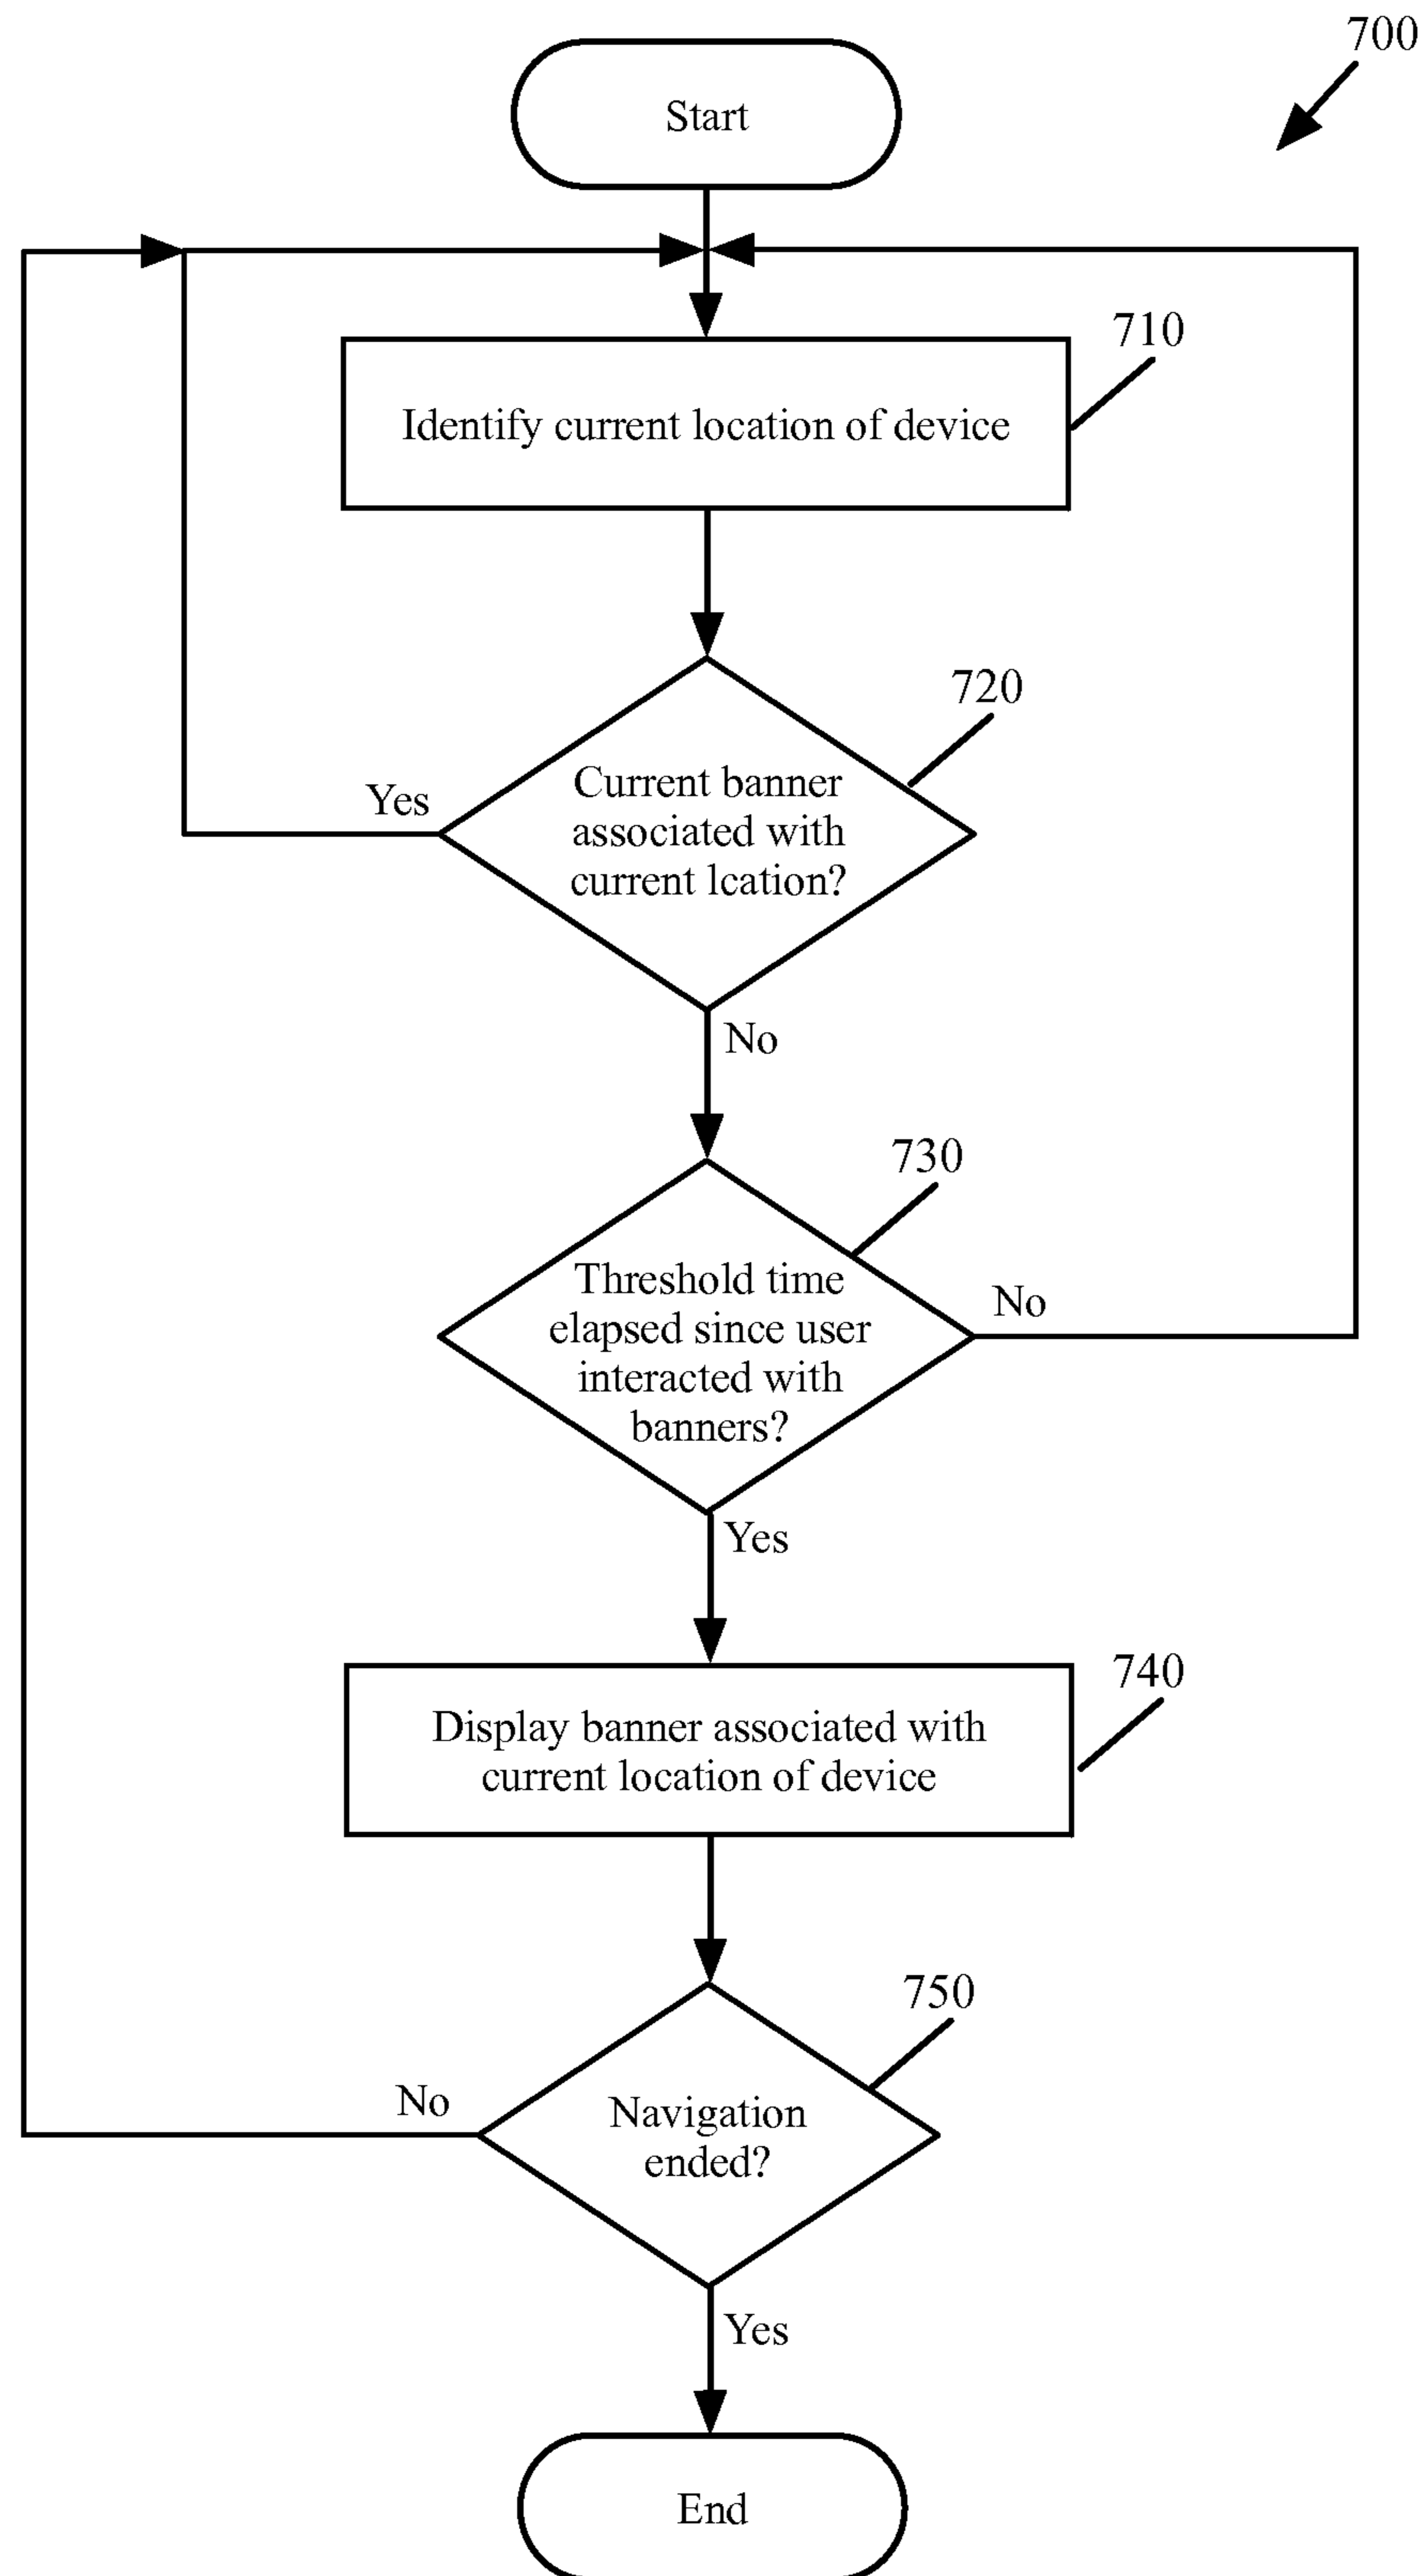 700
Start
710
Identify current location of device
720
Current banner
associated with
current lcation?
Yes
No
730
Threshold time
elapsed since user
interacted with
banners?
No
Yes
740
Display banner associated with
current location of device
750
Navigation
ended?
No
Yes
End